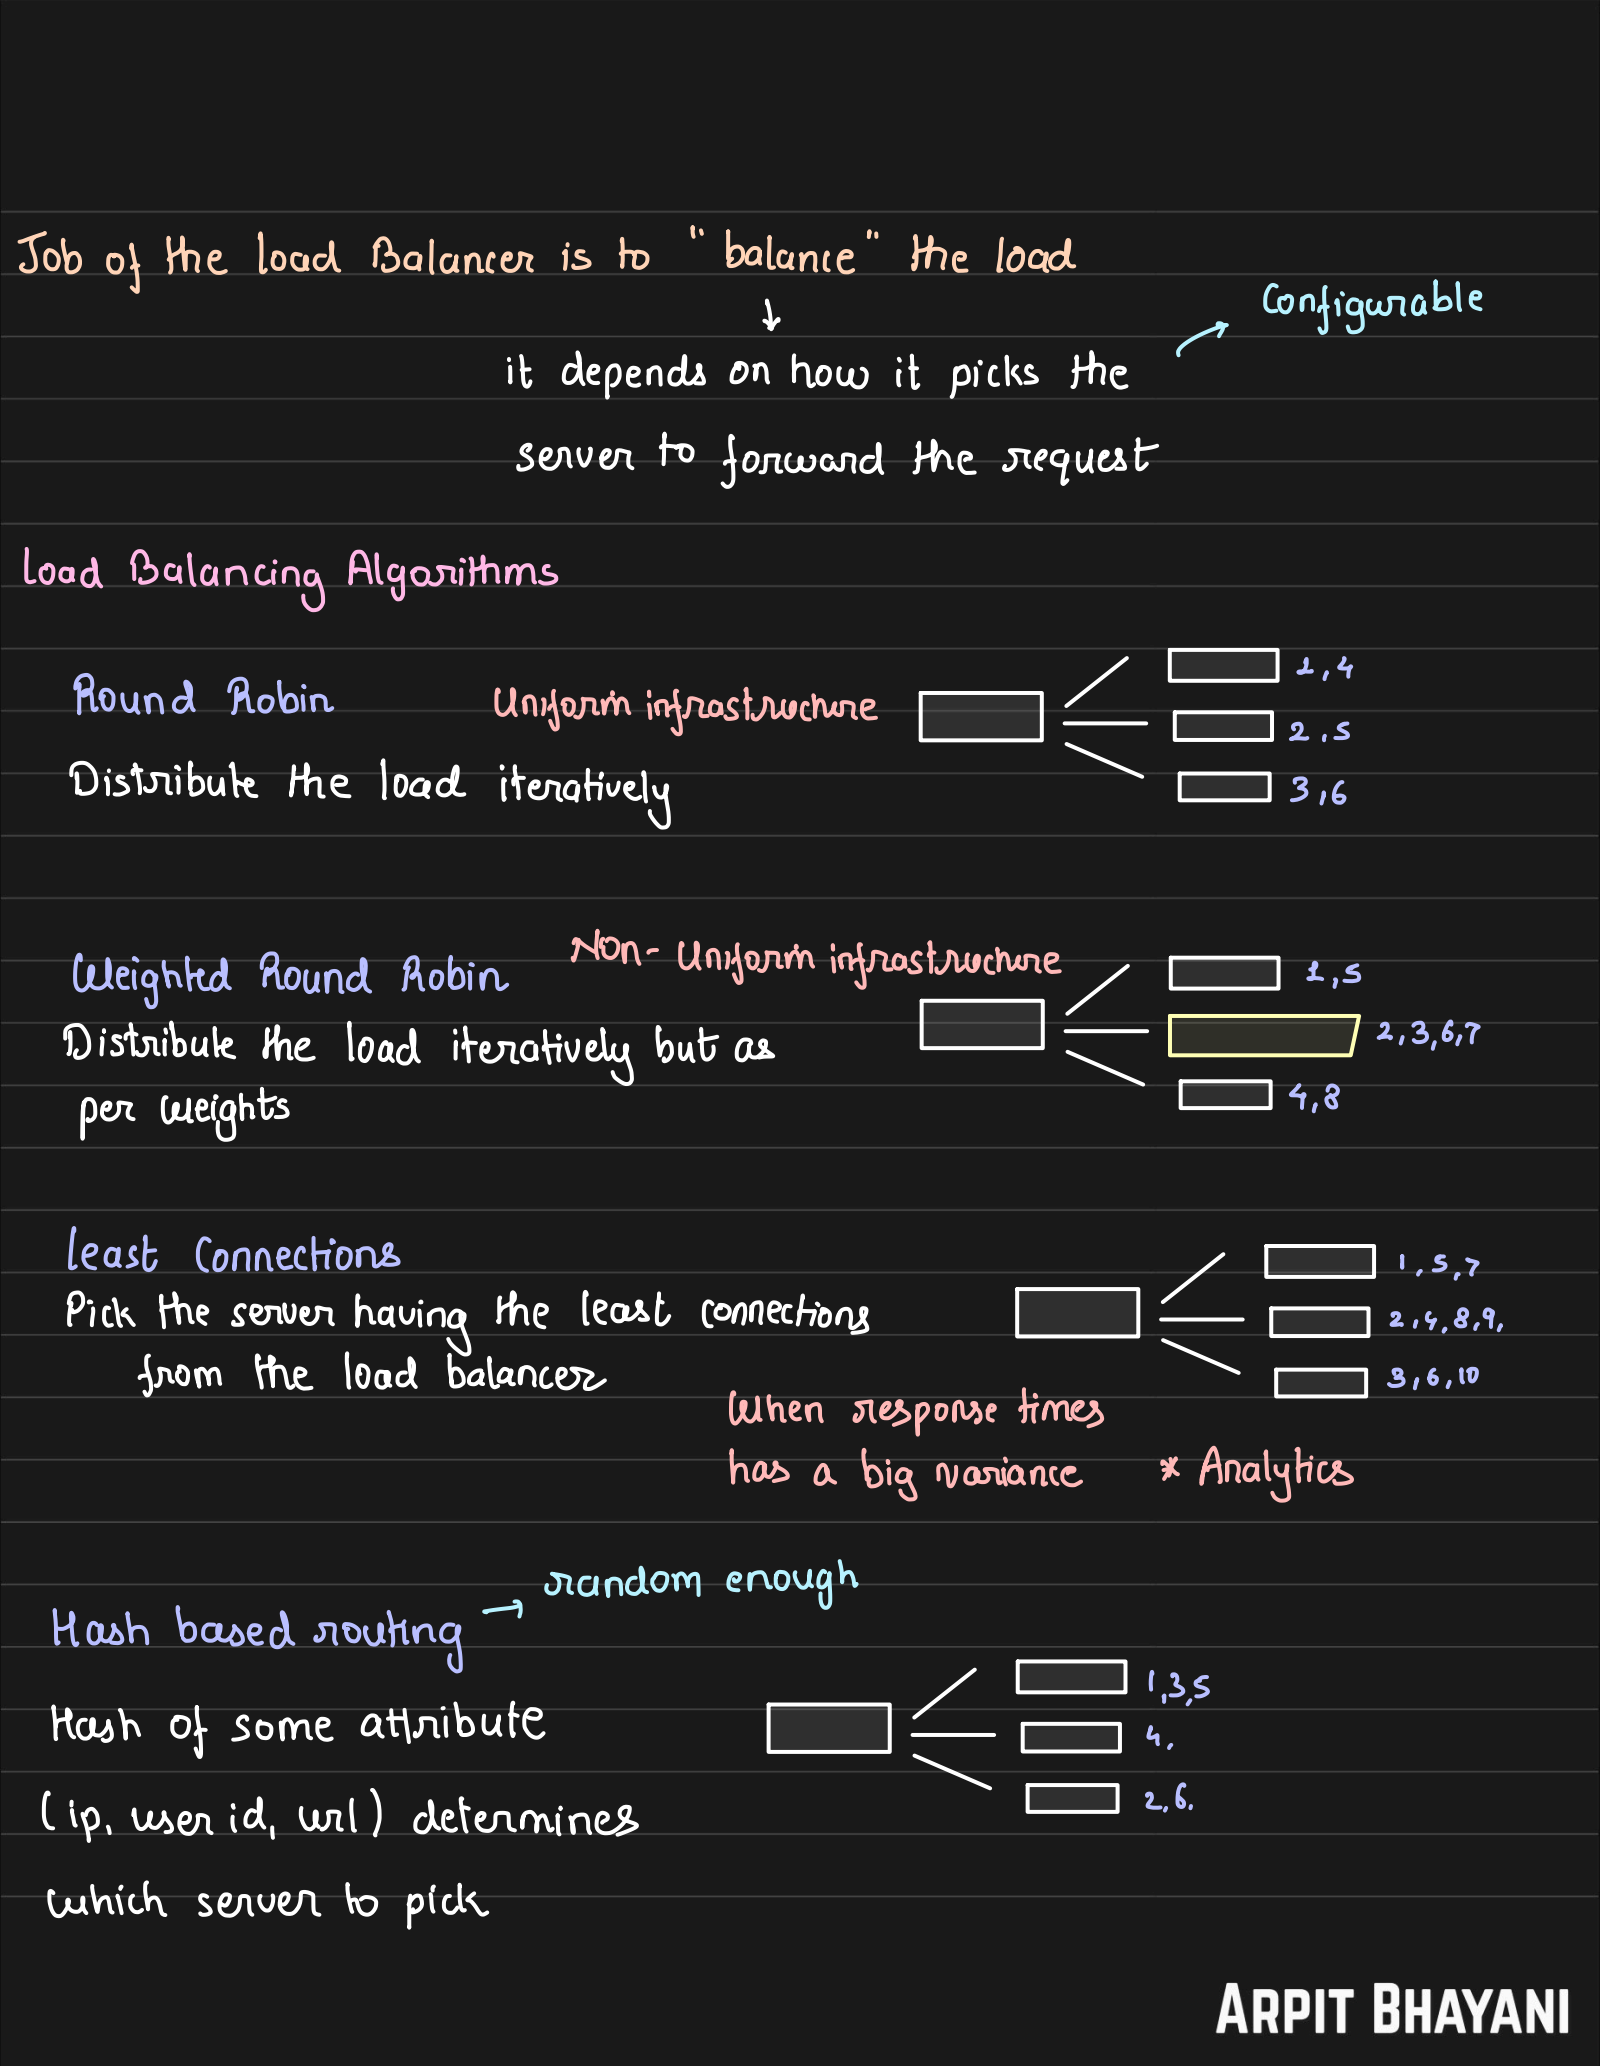 Job of the load Balancer is to "balance" the load
↓
Configurable
it depends on how it picks the
server to forward the request
Load Balancing Algorithms
Round Robin
Uniform infrastructure
Distribute the load iteratively
1,4
2,5
3,6
Weighted Round Robin
Non-Uniform infrastructure
Distribute the load iteratively but as
per weights
1,5
2,3,6,7
4,8
Least Connections
Pick the server having the least connections
from the load balancer
1,5,7
2,4,8,9,
3,6,10
When response times
has a big variance * Analytics
Hash based routing → random enough
Hash of some attribute
(ip, user id, url) determines
which server to pick
1,3,5
4,
2,6.
ARPIT BHAYANI